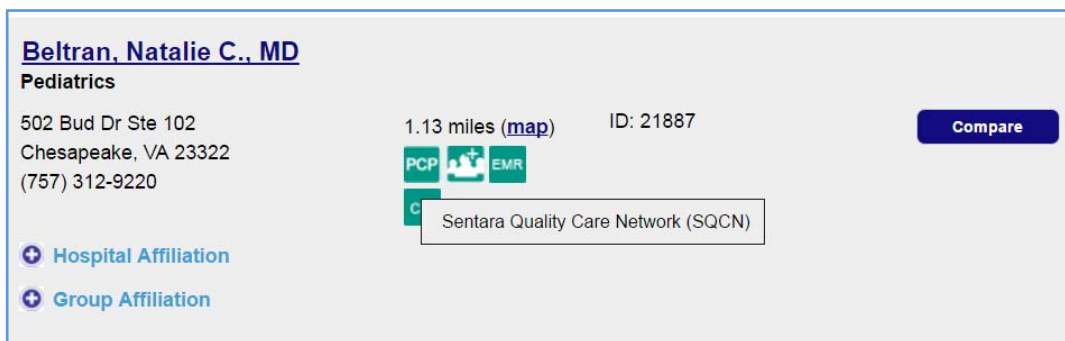 Beltran, Natalie C., MD
Pediatrics
502 Bud Dr Ste 102
Chesapeake, VA 23322
(757) 312-9220
1.13 miles (map)
ID: 21887
Compare
PCP
EMR
Sentara Quality Care Network (SQCN)
Hospital Affiliation
Group Affiliation